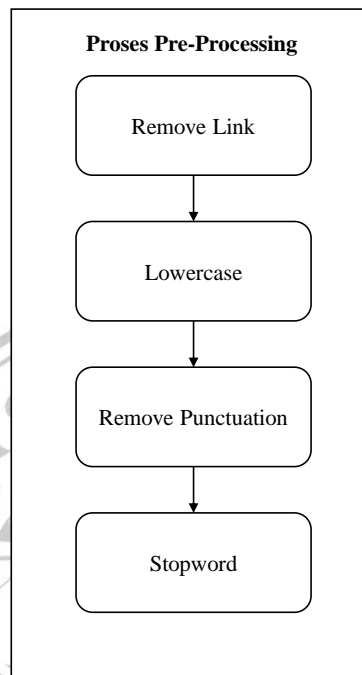 Proses Pre-Processing
Remove Link
Lowercase
Remove Punctuation
Stopword